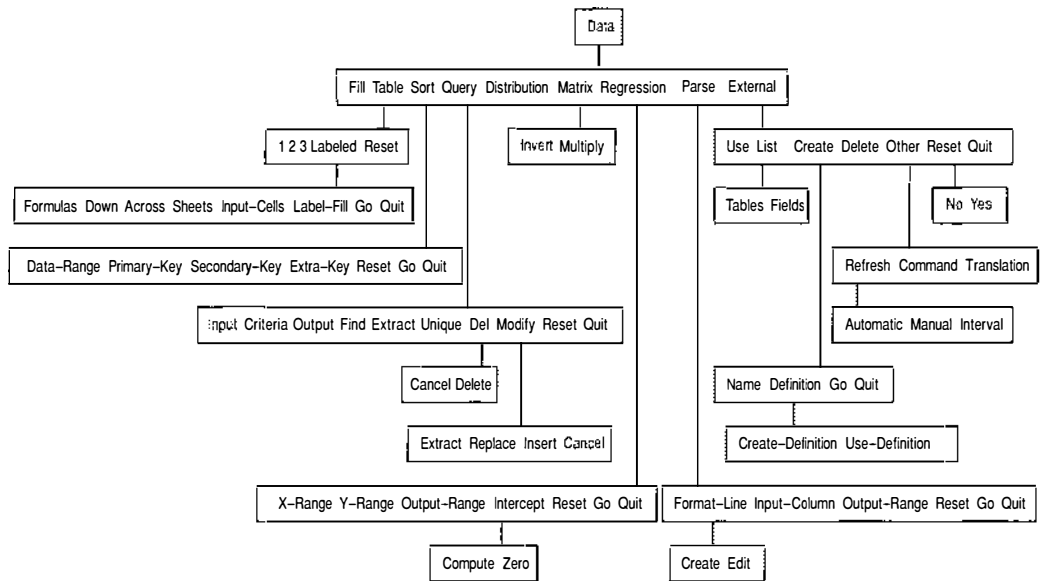 Data
Fill Table Sort Query Distribution Matrix Regression Parse External
1 2 3 Labeled Reset
Invert Multiply
Use List Create Delete Other Reset Quit
Formulas Down Across Sheets Input-Cells Label-Fill Go Quit
Tables Fields
No Yes
Data-Range Primary-Key Secondary-Key Extra-Key Reset Go Quit
Refresh Command Translation
Input Criteria Output Find Extract Unique Del Modify Reset Quit
Automatic Manual Interval
Cancel Delete
Name Definition Go Quit
Extract Replace Insert Cancel
Create-Definition Use-Definition
X-Range Y-Range Output-Range Intercept Reset Go Quit
Format-Line Input-Column Output-Range Reset Go Quit
Compute Zero
Create Edit